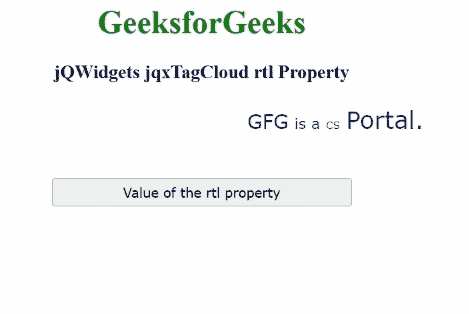 GeeksforGeeks
jQWidgets jqxTagCloud rtl Property
GFG is a cs Portal.
Value of the rtl property